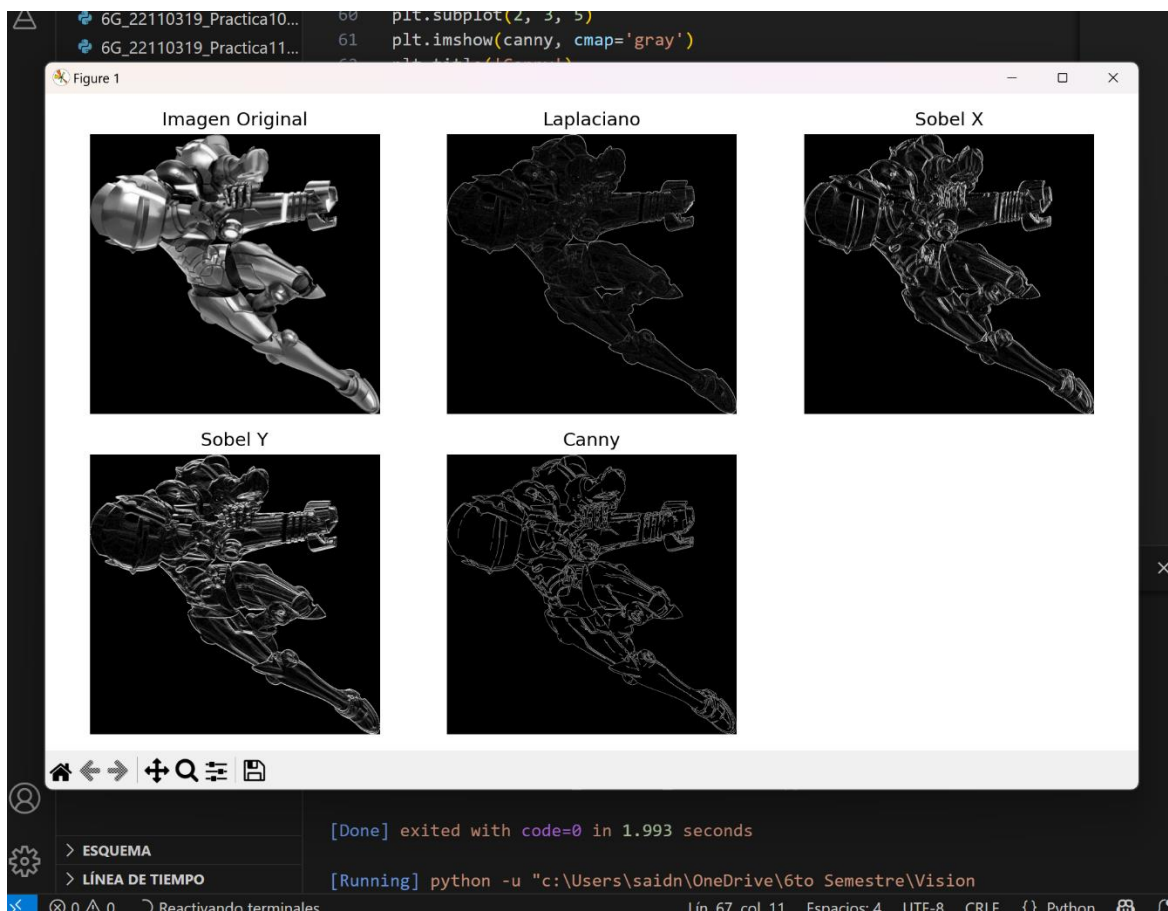 6G_22110319_Practica10...
6G_22110319_Practica11...
60 plt.subplot(2, 3, 5)
61 plt.imshow(canny, cmap='gray')
Figure 1
Imagen Original
Laplaciano
Sobel X
Sobel Y
Canny
[Done] exited with code=0 in 1.993 seconds
> ESQUEMA
> LÍNEA DE TIEMPO
[Running] python -u "c:\Users\saidn\OneDrive\6to Semestre\Vision
0 0 Reactivando terminales Lín. 67, col. 11 Espacios: 4 UTF-8 CRLF {} Python